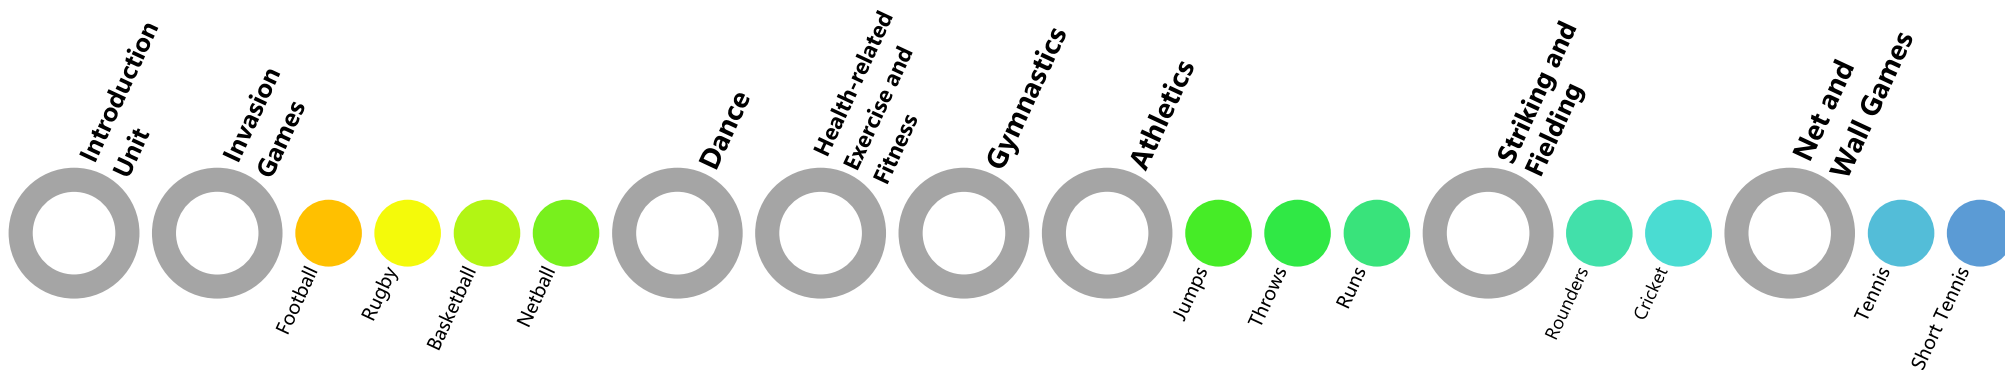 Introduction
Unit
Invasion
Games
Football
Rugby
Basketball
Netball
Dance
Health-related
Exercise and
Fitness
Gymnastics
Athletics
Jumps
Throws
Runs
Striking and
Fielding
Rounders
Cricket
Net and
Wall Games
Tennis
Short Tennis